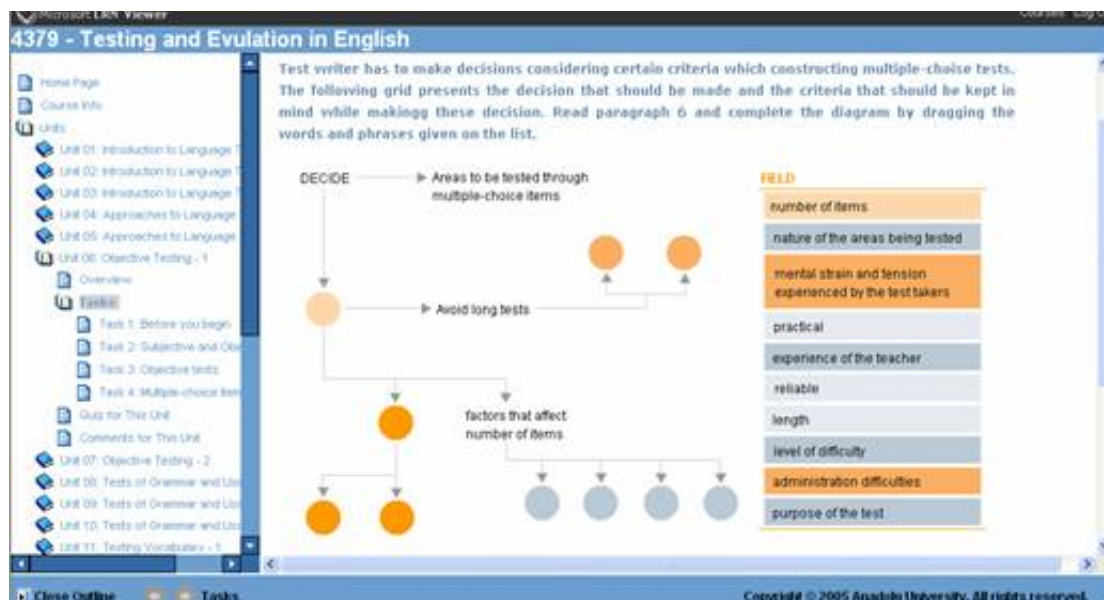 Microsoft LRN Viewer
Courses Log O
4379 - Testing and Evulation in English
Home Page
Course Info
Units
Unit 01: Introduction to Language T
Unit 02: Introduction to Language T
Unit 03: Introduction to Language T
Unit 04: Approaches to Language
Unit 05: Approaches to Language
Unit 06: Objective Testing - 1
Overview
Tasks
Task 1: Before you begin
Task 2: Subjective and Obj
Task 3: Objective tests
Task 4: Multiple-choice item
Quiz for This Unit
Comments for This Unit
Unit 07: Objective Testing - 2
Unit 08: Tests of Grammar and Us
Unit 09: Tests of Grammar and Us
Unit 10: Tests of Grammar and Us
Unit 11: Testing Vocabulary - 1
Test writer has to make decisions considering certain criteria which constructing multiple-choise tests.
The following grid presents the decision that should be made and the criteria that should be kept in
mind while makingg these decision. Read paragraph 6 and complete the diagram by dragging the
words and phrases given on the list.
DECIDE
Areas to be tested through
multiple-choice items
Avoid long tests
factors that affect
number of items
FIELD
number of items
nature of the areas being tested
mental strain and tension
experienced by the test takers
practical
experience of the teacher
reliable
length
level of difficulty
administration difficulties
purpose of the test
Close Outline
Tasks
Copyright © 2005 Anadolu University. All rights reserved.